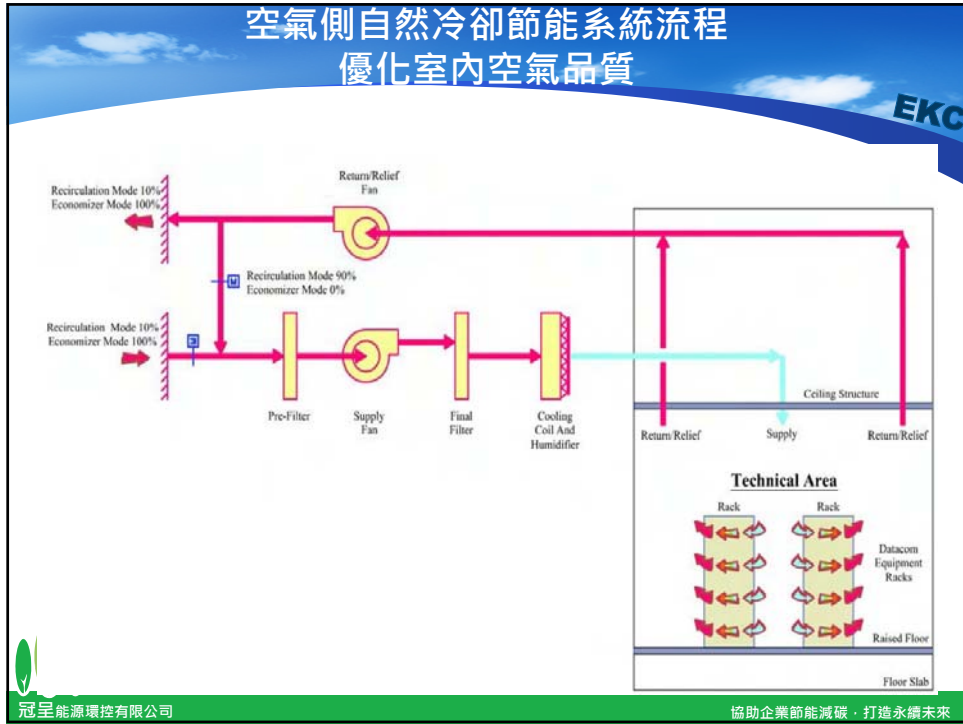 空氣側自然冷卻節能系統流程
優化室內空氣品質
EKC
Recirculation Mode 10%
Economizer Mode 100%
Return/Relief
Fan
Recirculation Mode 90%
Economizer Mode 0%
M
Recirculation Mode 10%
Economizer Mode 100%
Pre-Filter
Supply
Fan
Final
Filter
Cooling
Coil And
Humidifier
Ceiling Structure
Return/Relief
Supply
Return/Relief
Technical Area
Rack
Rack
Datacom
Equipment
Racks
Raised Floor
Floor Slab
冠呈能源環控有限公司
協助企業節能減碳．打造永續未來